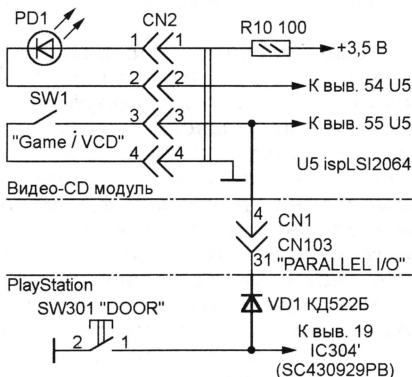 PD1
CN2
R10 100
1 1
+3,5 В
2 2
К выв. 54 U5
SW1
3 3
К выв. 55 U5
"Game / VCD"
4 4
U5 ispLSI2064
Видео-CD модуль
4
CN1
CN103
31 "PARALLEL I/O"
PlayStation
SW301 "DOOR"
VD1 КД522Б
2 1
К выв. 19
IC304'
(SC430929PB)